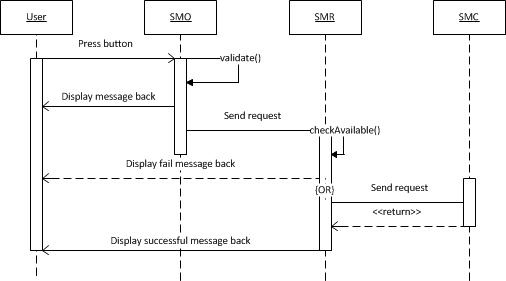 User
SMO
SMR
SMC
Press button
validate()
Display message back
Send request
checkAvailable()
Display fail message back
{OR}
Send request
<<return>>
Display successful message back